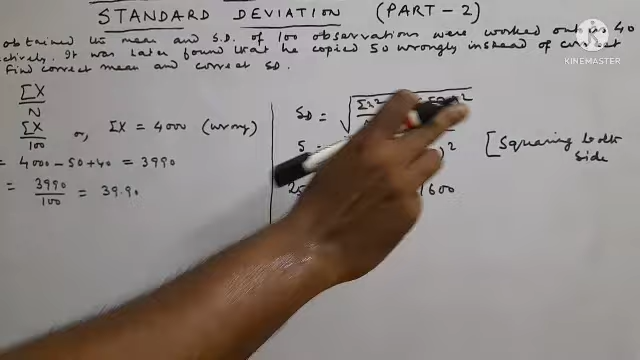 STANDARD DEVIATION (PART-2)
obtained the mean and S.D. of 100 observations were worked out as 40
ectively. It was later found that he copied 50 wrongly instead of correct
Find correct mean and correct SD.
ΣX
N
ΣX
100
or, ΣX = 4000 (wrong)
= 4000 - 50 + 40 = 3990
= 3990/100 = 39.90
SD = √ Σx²
5 =
)²
[Squaring both
side
25
1600
KINEMASTER